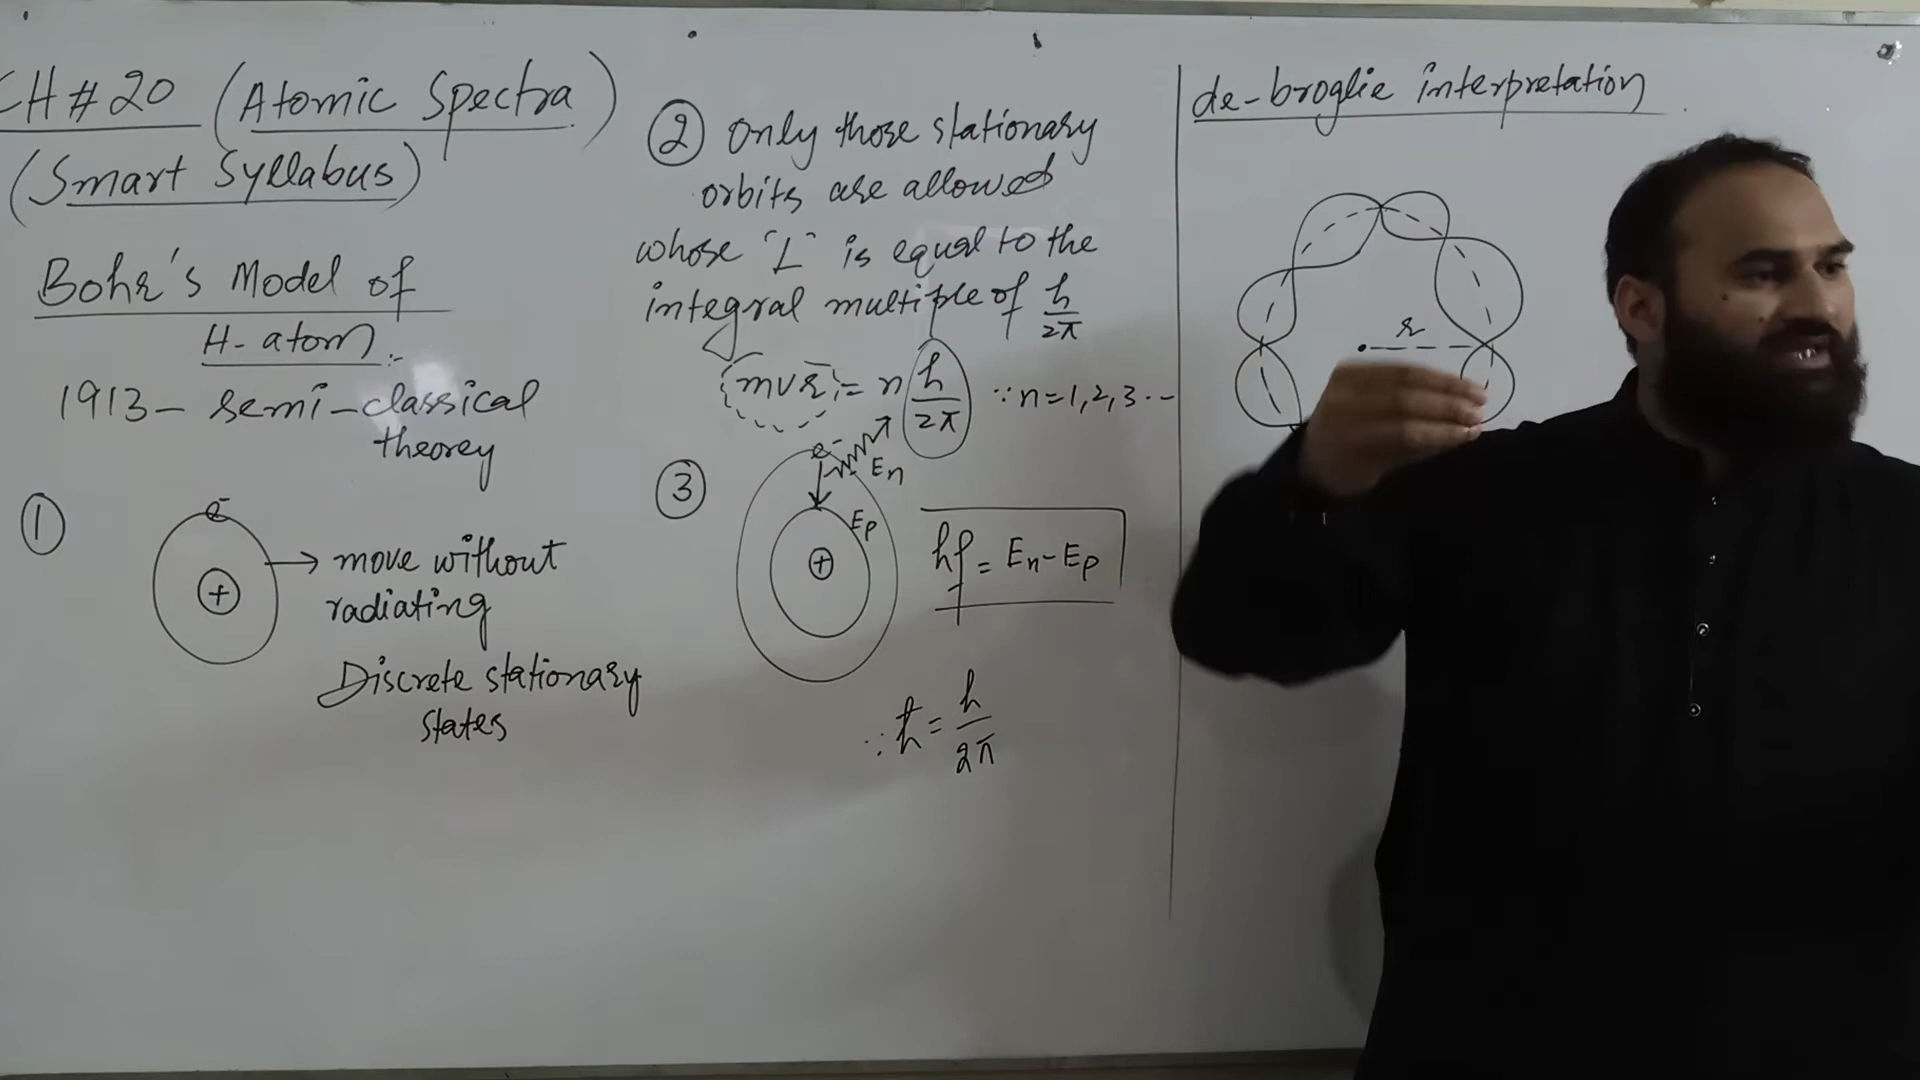 CH # 20 (Atomic Spectra)
(Smart Syllabus)
Bohr's Model of
H-atom :-
1913 - semi-classical
theorey
①
e⁻
+
→ move without
radiating
Discrete stationary
states
② Only those stationary
orbits are allowed
whose "L" is equal to the
integral multiple of h/2π
mvr = n h/2π ∵ n=1,2,3 --
③
e⁻
En
Ep
+
hf = En - Ep
∵ ħ = h/2π
de-broglie interpretation
r